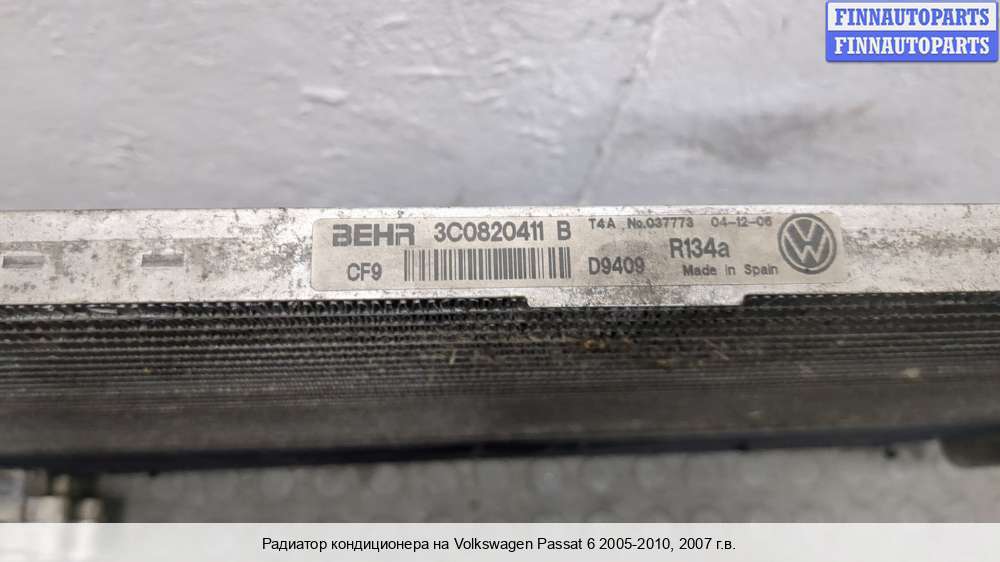 FINNAUTOPARTS
FINNAUTOPARTS
BEHR 3C0820411 B T4A No.037773 04-12-06
CF9 D9409 R134a
Made in Spain
Радиатор кондиционера на Volkswagen Passat 6 2005-2010, 2007 г.в.